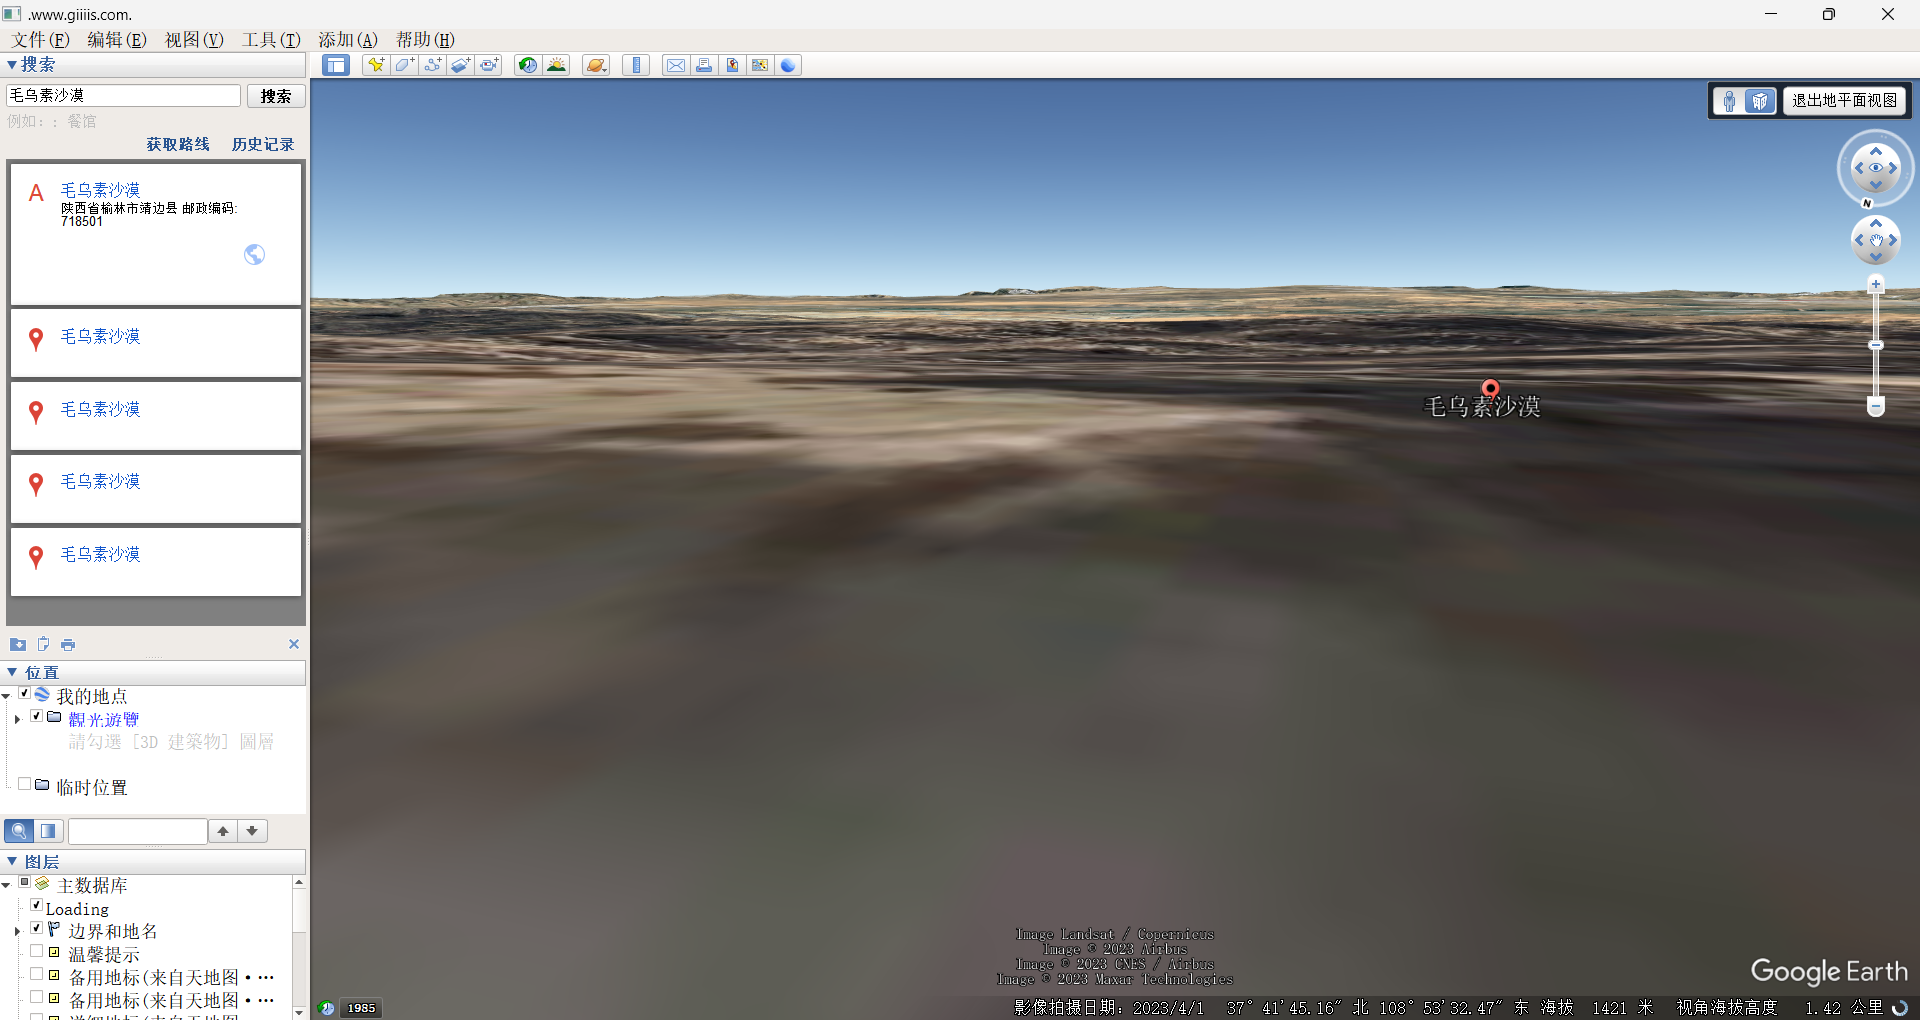 .www.giiiis.com.
文件(F) 编辑(E) 视图(V) 工具(T) 添加(A) 帮助(H)
搜索
毛乌素沙漠
搜索
例如：：餐馆
获取路线 历史记录
A
毛乌素沙漠
陕西省榆林市靖边县 邮政编码:
718501
毛乌素沙漠
毛乌素沙漠
毛乌素沙漠
毛乌素沙漠
位置
我的地点
觀光遊覽
請勾選 [3D 建築物] 圖層
临时位置
图层
主数据库
Loading
边界和地名
温馨提示
备用地标(来自天地图·…
备用地标(来自天地图·…
退出地平面视图
N
毛乌素沙漠
Image Landsat / Copernicus
Image © 2023 Airbus
Image © 2023 CNES / Airbus
Image © 2023 Maxar Technologies
Google Earth
1985
影像拍摄日期: 2023/4/1 37°41'45.16" 北 108°53'32.47" 东 海拔 1421 米 视角海拔高度 1.42 公里